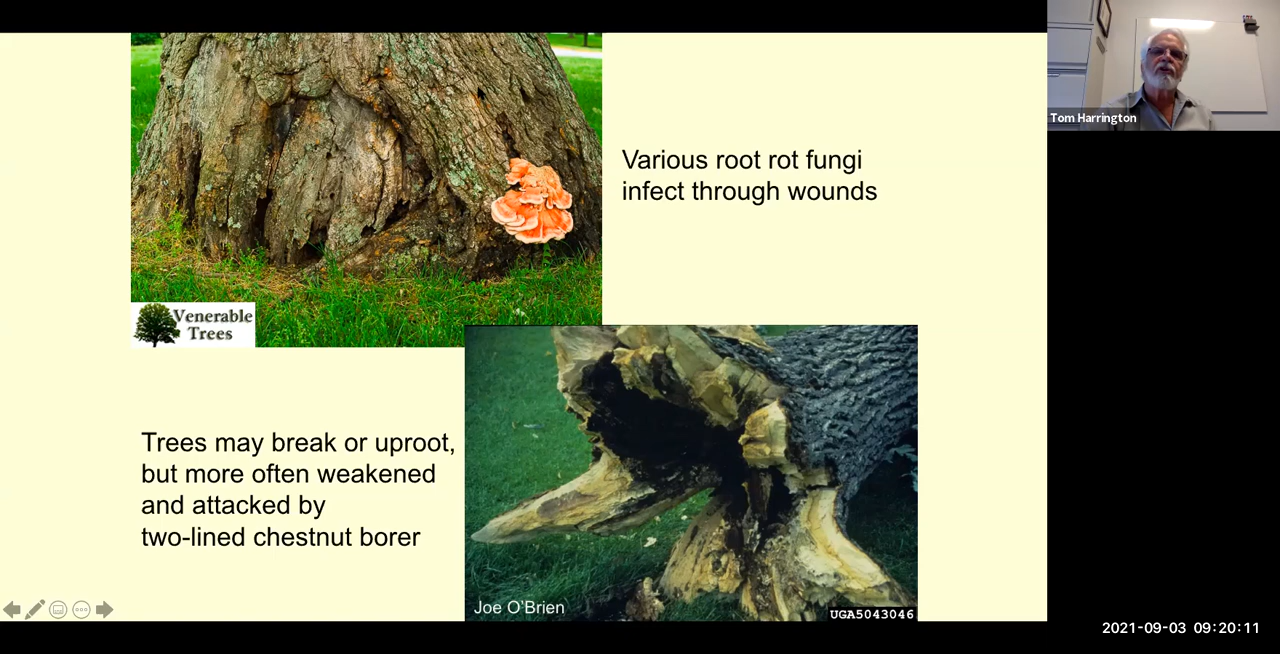 Tom Harrington
Various root rot fungi
infect through wounds
Venerable
Trees
Trees may break or uproot,
but more often weakened
and attacked by
two-lined chestnut borer
Joe O'Brien
UGA5043046
2021-09-03 09:20:11